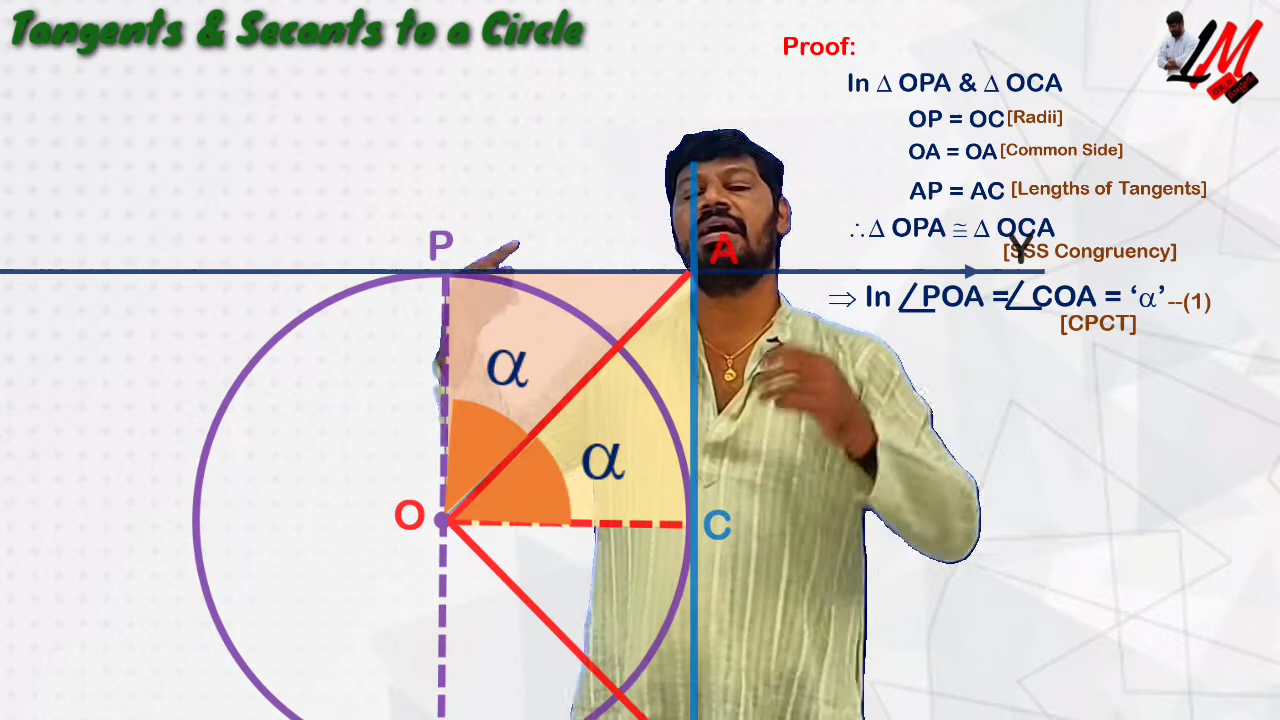 Tangents & Secants to a Circle
LM
Proof:
In Δ OPA & Δ OCA
OP = OC [Radii]
OA = OA [Common Side]
AP = AC [Lengths of Tangents]
∴Δ OPA ≅ Δ OCA
[SSS Congruency]
⇒ In ∠POA =∠COA = ‘α’--(1)
[CPCT]
P
A
Y
α
α
O
C